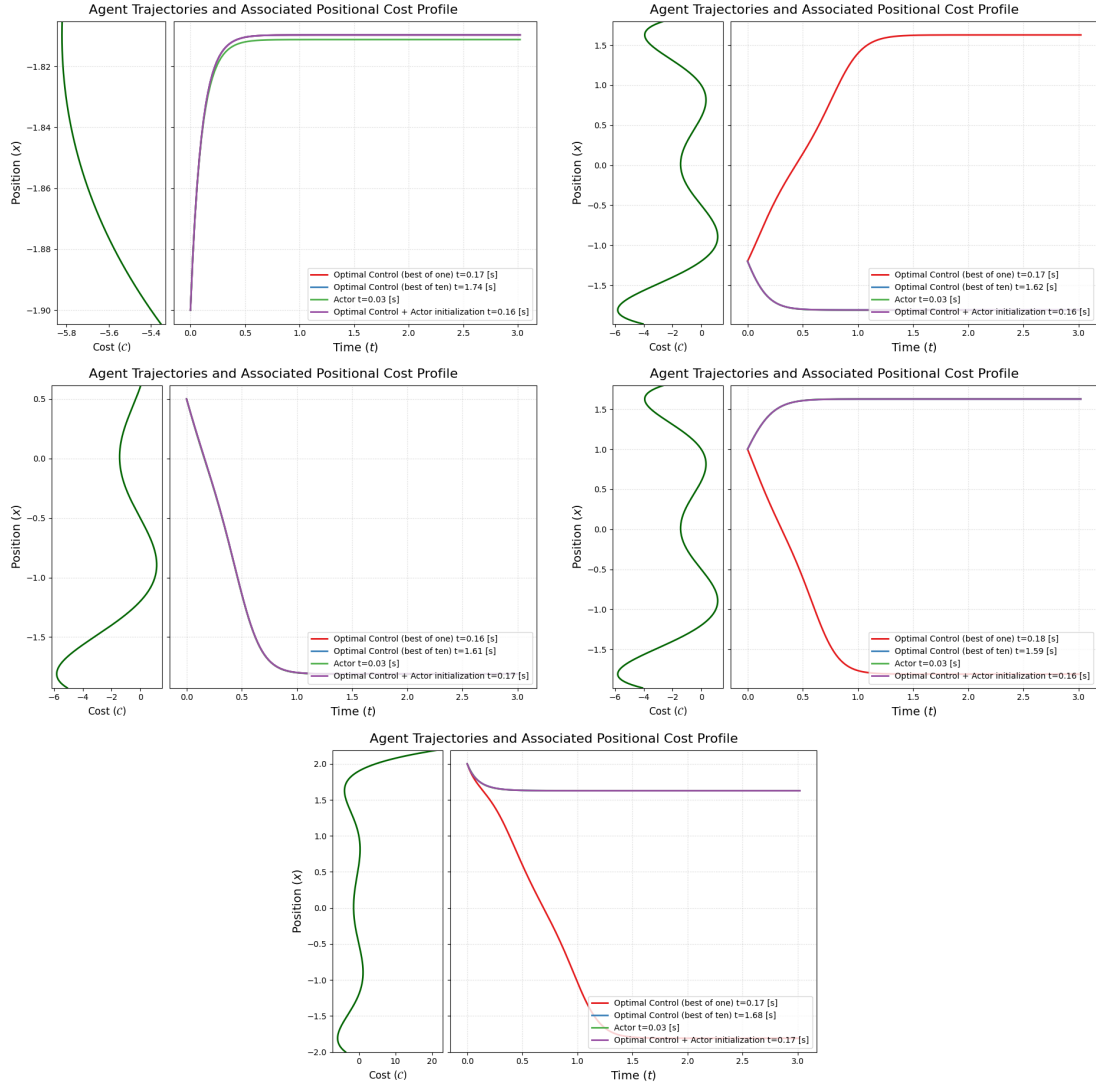 Agent Trajectories and Associated Positional Cost Profile
Position (x)
−1.82
−1.84
−1.86
−1.88
−1.90
−5.8
−5.6
−5.4
Cost (C)
0.0
0.5
1.0
1.5
2.0
2.5
3.0
Time (t)
Optimal Control (best of one) t=0.17 [s]
Optimal Control (best of ten) t=1.74 [s]
Actor t=0.03 [s]
Optimal Control + Actor initialization t=0.16 [s]
Agent Trajectories and Associated Positional Cost Profile
Position (x)
1.5
1.0
0.5
0.0
−0.5
−1.0
−1.5
−6
−4
−2
0
Cost (C)
0.0
0.5
1.0
1.5
2.0
2.5
3.0
Time (t)
Optimal Control (best of one) t=0.17 [s]
Optimal Control (best of ten) t=1.62 [s]
Actor t=0.03 [s]
Optimal Control + Actor initialization t=0.16 [s]
Agent Trajectories and Associated Positional Cost Profile
Position (x)
0.5
0.0
−0.5
−1.0
−1.5
−6
−4
−2
0
Cost (C)
0.0
0.5
1.0
1.5
2.0
2.5
3.0
Time (t)
Optimal Control (best of one) t=0.16 [s]
Optimal Control (best of ten) t=1.61 [s]
Actor t=0.03 [s]
Optimal Control + Actor initialization t=0.17 [s]
Agent Trajectories and Associated Positional Cost Profile
Position (x)
1.5
1.0
0.5
0.0
−0.5
−1.0
−1.5
−6
−4
−2
0
Cost (C)
0.0
0.5
1.0
1.5
2.0
2.5
3.0
Time (t)
Optimal Control (best of one) t=0.18 [s]
Optimal Control (best of ten) t=1.59 [s]
Actor t=0.03 [s]
Optimal Control + Actor initialization t=0.16 [s]
Agent Trajectories and Associated Positional Cost Profile
Position (x)
2.0
1.5
1.0
0.5
0.0
−0.5
−1.0
−1.5
−2.0
0
10
20
Cost (C)
0.0
0.5
1.0
1.5
2.0
2.5
3.0
Time (t)
Optimal Control (best of one) t=0.17 [s]
Optimal Control (best of ten) t=1.68 [s]
Actor t=0.03 [s]
Optimal Control + Actor initialization t=0.17 [s]